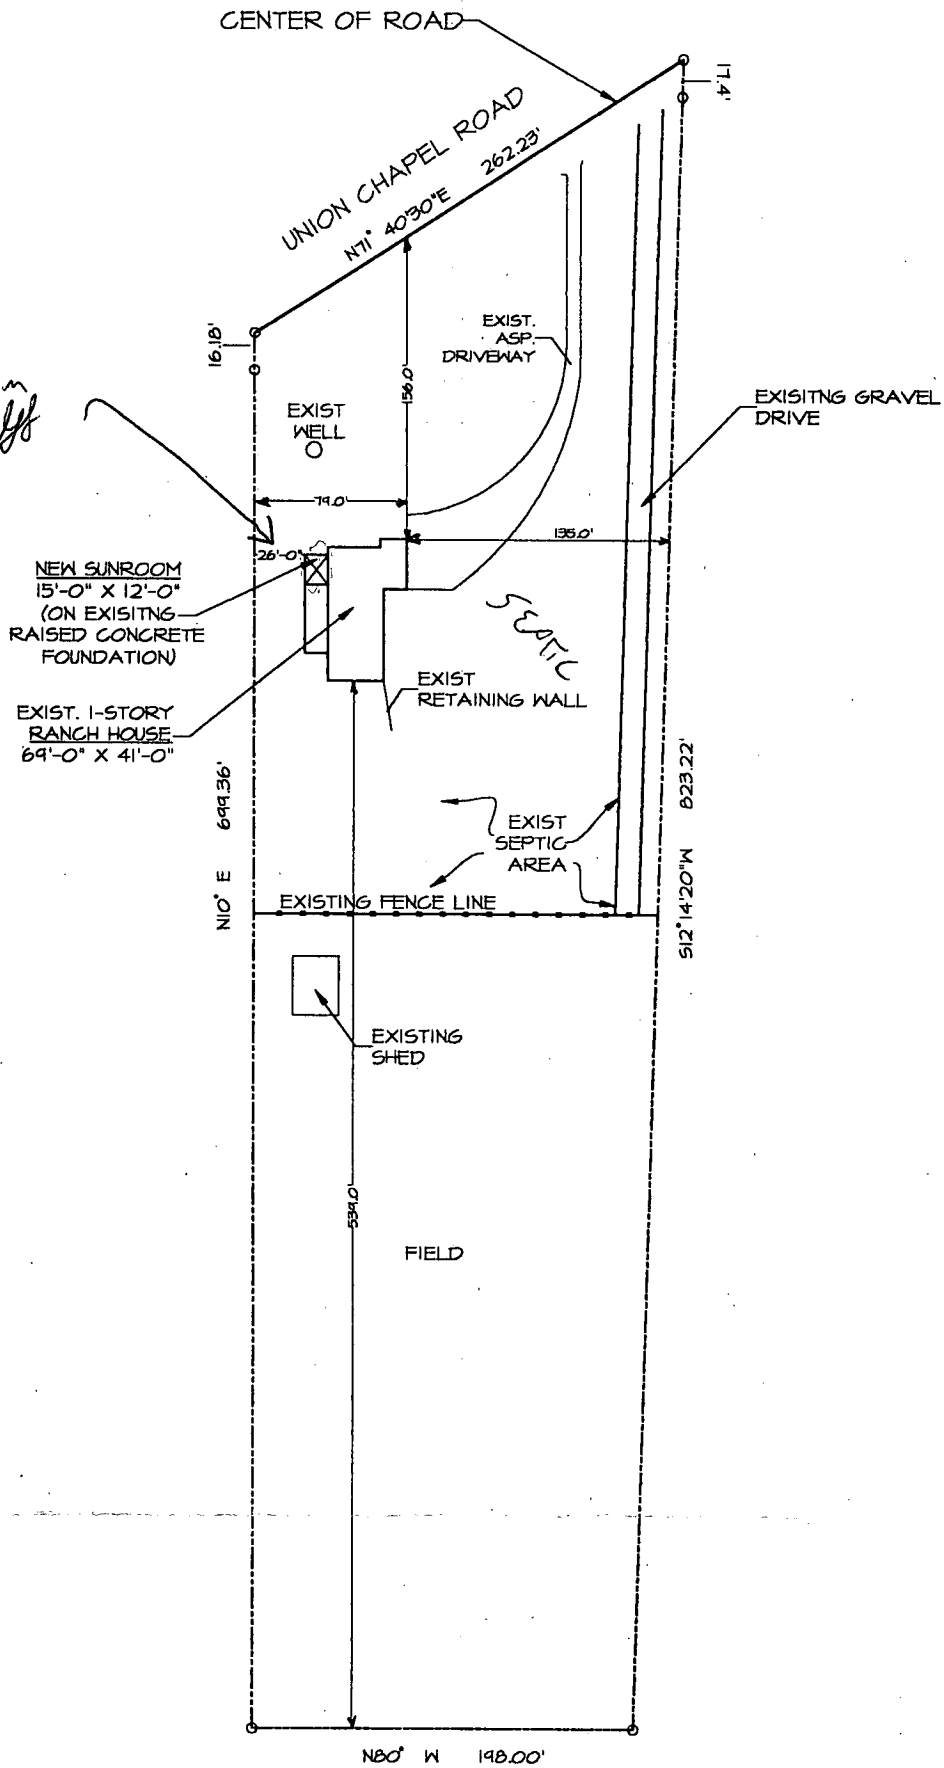 CENTER OF ROAD
17.4'
UNION CHAPEL ROAD
N71° 40'30"E 262.23'
16.18'
EXIST.
ASP.
DRIVEWAY
156.0'
EXISITNG GRAVEL
DRIVE
EXIST
WELL
79.0'
135.0'
26'-0"
NEW SUNROOM
15'-0" X 12'-0"
(ON EXISITNG
RAISED CONCRETE
FOUNDATION)
SEPTIC
EXIST
RETAINING WALL
EXIST. 1-STORY
RANCH HOUSE
69'-0" X 41'-0"
N10° E 699.36'
S12°14'20"W 823.22'
EXIST
SEPTIC
AREA
EXISTING FENCE LINE
EXISTING
SHED
539.0'
FIELD
N80° W 198.00'